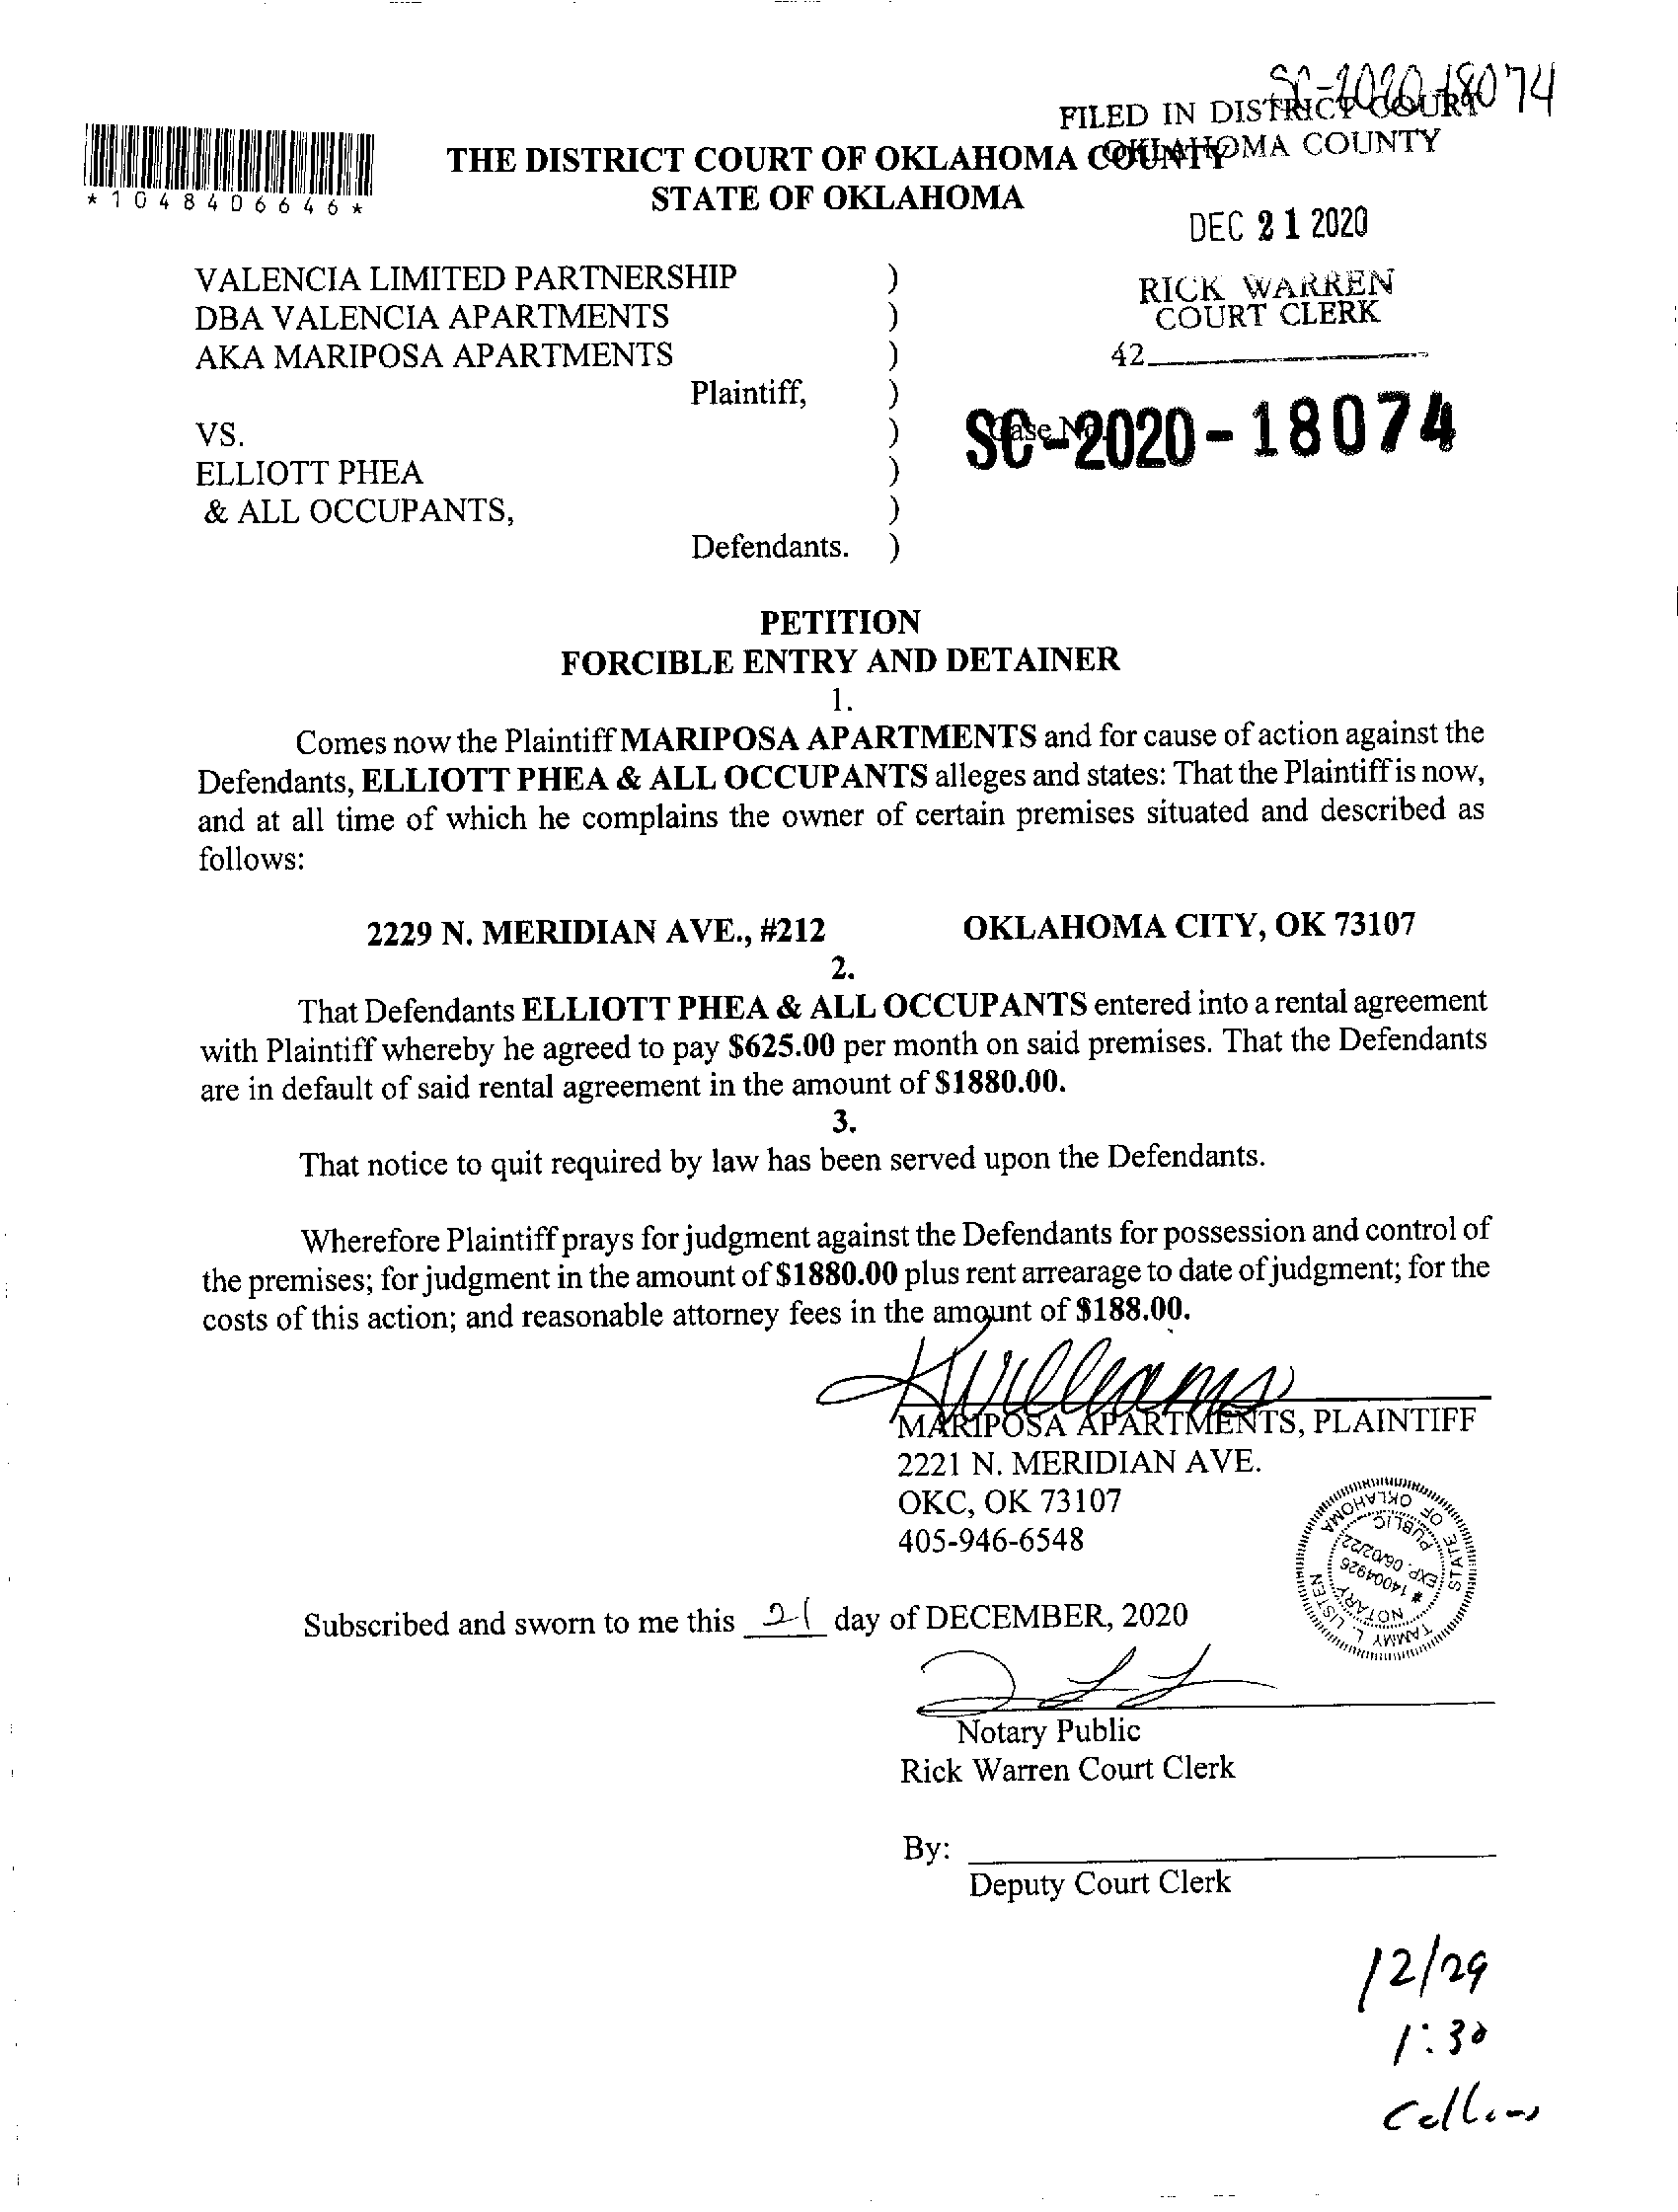 SC-2020-18074
FILED IN DISTRICT COURT
OKLAHOMA COUNTY
THE DISTRICT COURT OF OKLAHOMA COUNTY
STATE OF OKLAHOMA
*1048406646*
DEC 21 2020
RICK WARREN
COURT CLERK
42
VALENCIA LIMITED PARTNERSHIP )
DBA VALENCIA APARTMENTS )
AKA MARIPOSA APARTMENTS )
Plaintiff, )
VS. )
Case No.
SC-2020-18074
ELLIOTT PHEA )
& ALL OCCUPANTS, )
Defendants. )
PETITION
FORCIBLE ENTRY AND DETAINER
1.
Comes now the Plaintiff MARIPOSA APARTMENTS and for cause of action against the
Defendants, ELLIOTT PHEA & ALL OCCUPANTS alleges and states: That the Plaintiff is now,
and at all time of which he complains the owner of certain premises situated and described as
follows:
2229 N. MERIDIAN AVE., #212 OKLAHOMA CITY, OK 73107
2.
That Defendants ELLIOTT PHEA & ALL OCCUPANTS entered into a rental agreement
with Plaintiff whereby he agreed to pay $625.00 per month on said premises. That the Defendants
are in default of said rental agreement in the amount of $1880.00.
3.
That notice to quit required by law has been served upon the Defendants.
Wherefore Plaintiff prays for judgment against the Defendants for possession and control of
the premises; for judgment in the amount of $1880.00 plus rent arrearage to date of judgment; for the
costs of this action; and reasonable attorney fees in the amount of $188.00.
KWilliams
MARIPOSA APARTMENTS, PLAINTIFF
2221 N. MERIDIAN AVE.
OKC, OK 73107
405-946-6548
TAMMY L. LISTEN
STATE OF OKLAHOMA
NOTARY PUBLIC
# 14004926
EXP. 06/02/22
Subscribed and sworn to me this 21 day of DECEMBER, 2020
Notary Public
Rick Warren Court Clerk
By:
Deputy Court Clerk
12/29
1:30
Collins